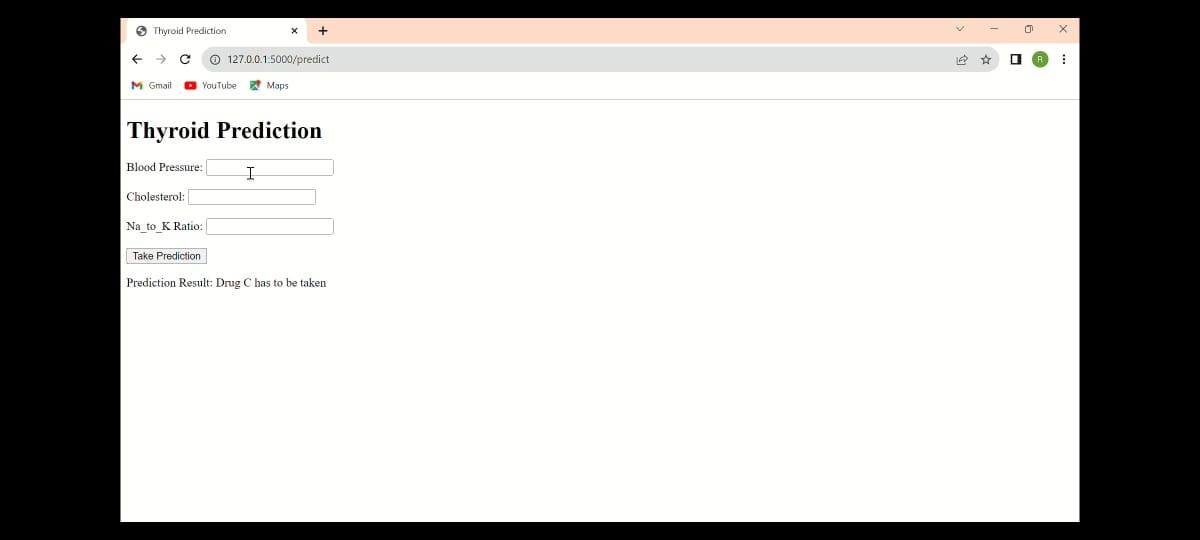 Thyroid Prediction
127.0.0.1:5000/predict
R
Gmail YouTube Maps
Thyroid Prediction
Blood Pressure:
Cholesterol:
Na_to_K Ratio:
Take Prediction
Prediction Result: Drug C has to be taken